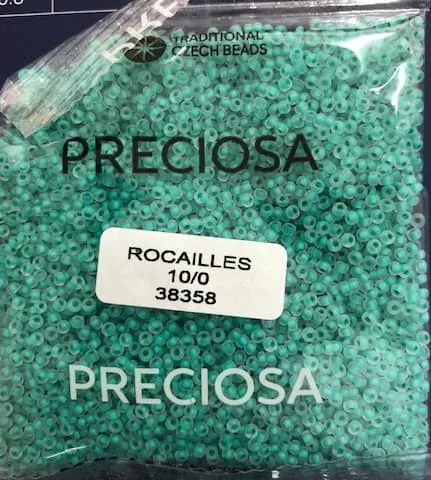 TRADITIONAL
CZECH BEADS
PRECIOSA
ROCAILLES
10/0
38358
PRECIOSA